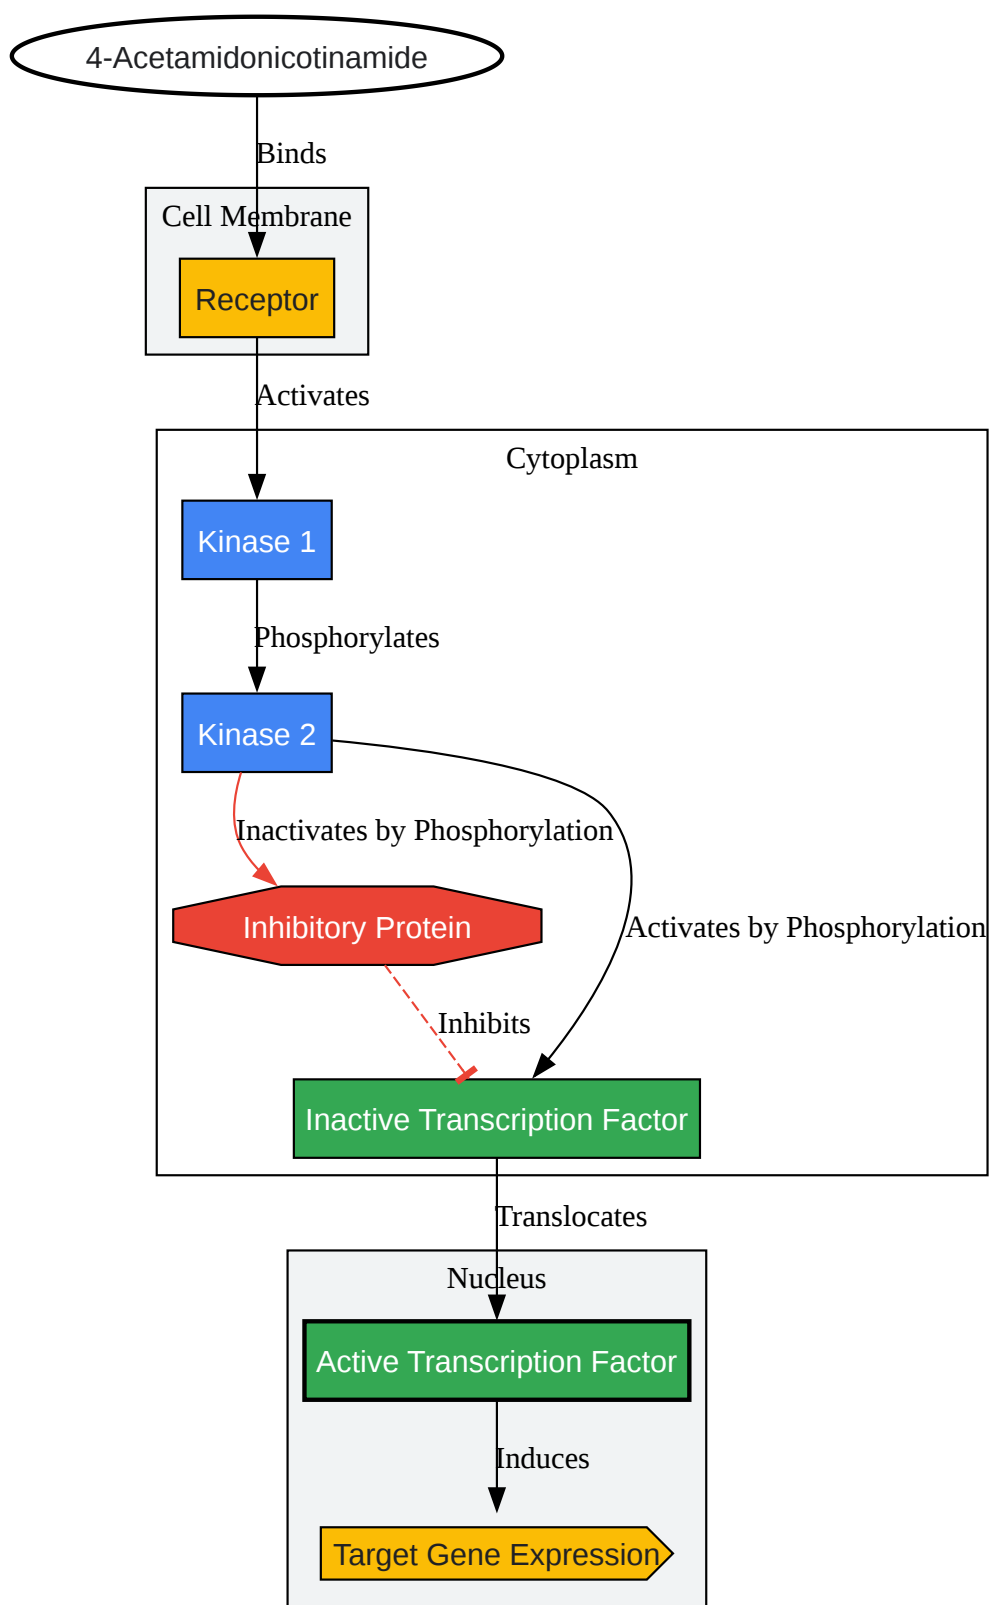 4-Acetamidonicotinamide
Binds
Cell Membrane
Receptor
Activates
Cytoplasm
Kinase 1
Phosphorylates
Kinase 2
Inactivates by Phosphorylation
Inhibitory Protein
Activates by Phosphorylation
Inhibits
Inactive Transcription Factor
Translocates
Nucleus
Active Transcription Factor
Induces
Target Gene Expression